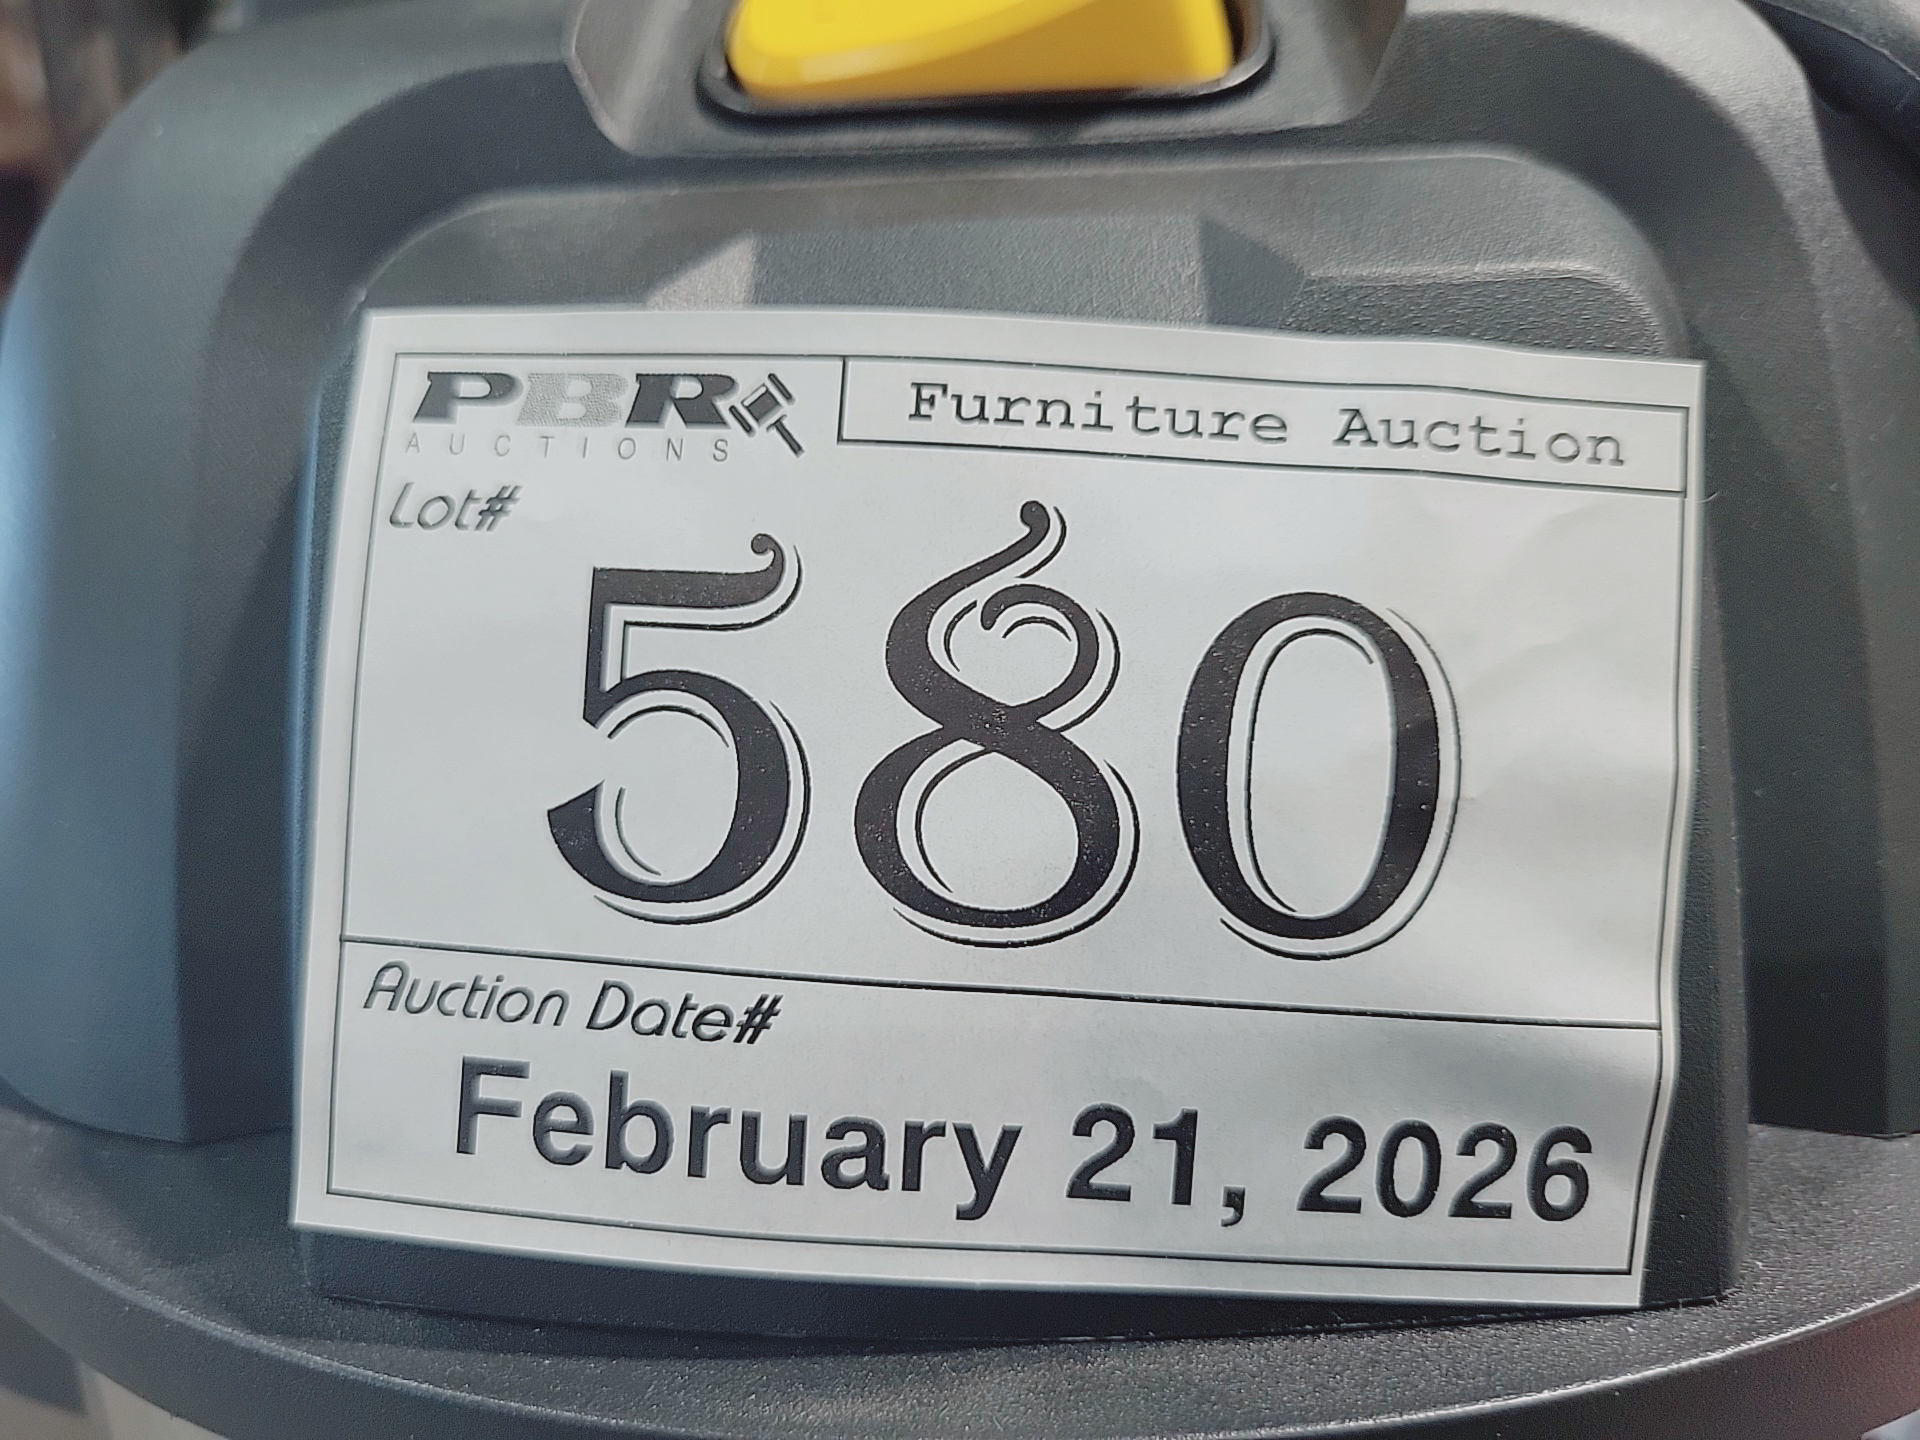 PBR
AUCTIONS
Furniture Auction
Lot#
580
Auction Date#
February 21, 2026